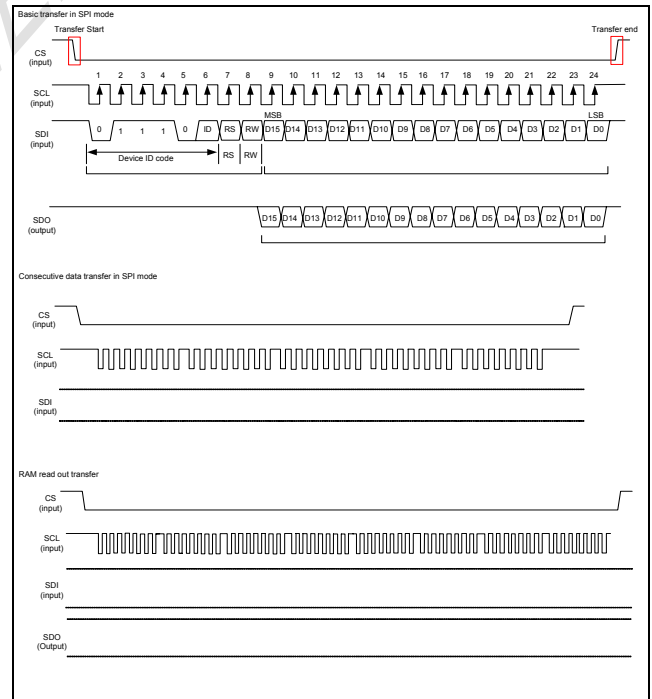 Basic transfer in SPI mode
Transfer Start
Transfer end
CS
(input)
1 2 3 4 5 6 7 8 9 10 11 12 13 14 15 16 17 18 19 20 21 22 23 24
SCL
(input)
MSB
LSB
SDI
(input)
0 1 1 1 0 ID RS RW D15 D14 D13 D12 D11 D10 D9 D8 D7 D6 D5 D4 D3 D2 D1 D0
Device ID code
RS
RW
SDO
(output)
D15 D14 D13 D12 D11 D10 D9 D8 D7 D6 D5 D4 D3 D2 D1 D0
Consecutive data transfer in SPI mode
CS
(input)
SCL
(input)
SDI
(input)
RAM read out transfer
CS
(input)
SCL
(input)
SDI
(input)
SDO
(Output)